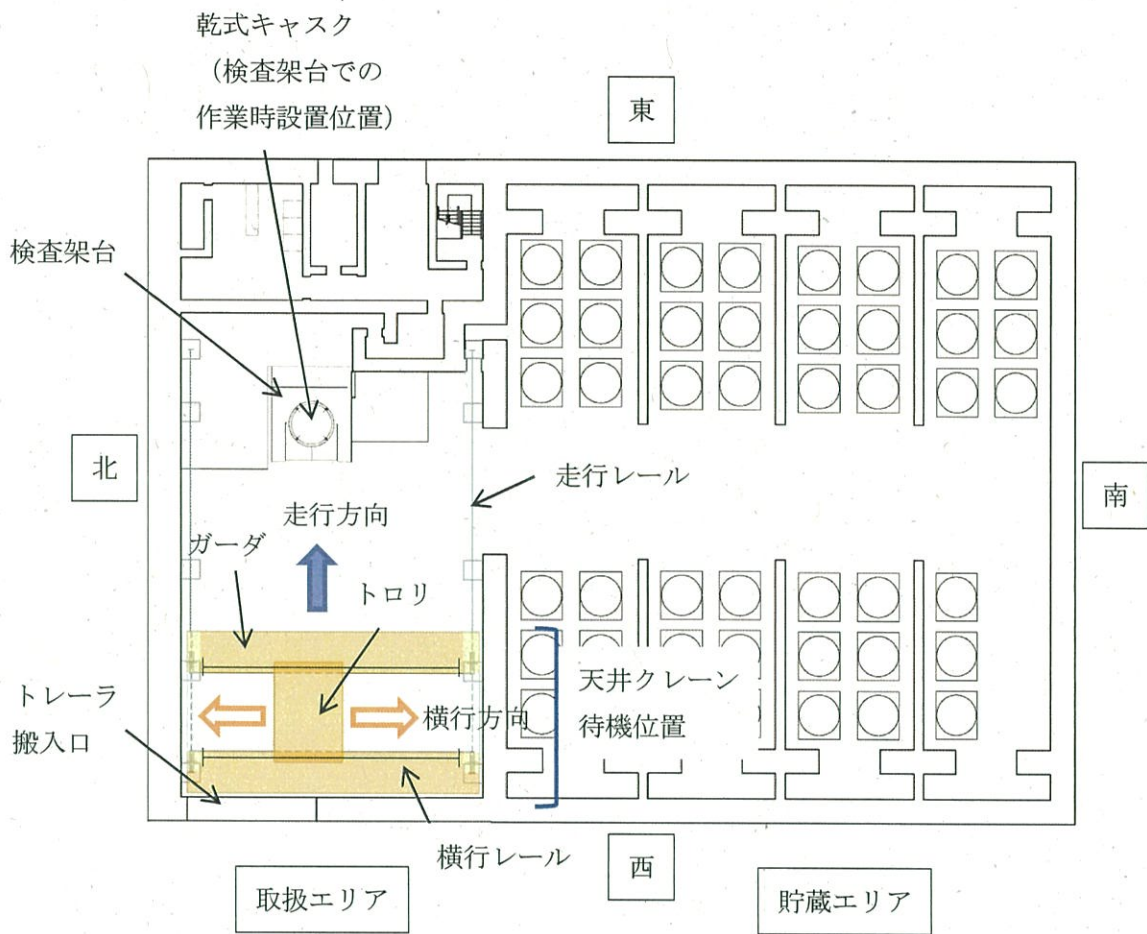 乾式キャスク
（検査架台での
作業時設置位置）
東
検査架台
北
走行レール
南
走行方向
ガーダ
トロリ
トレーラ
搬入口
横行方向
天井クレーン
待機位置
横行レール
西
取扱エリア
貯蔵エリア